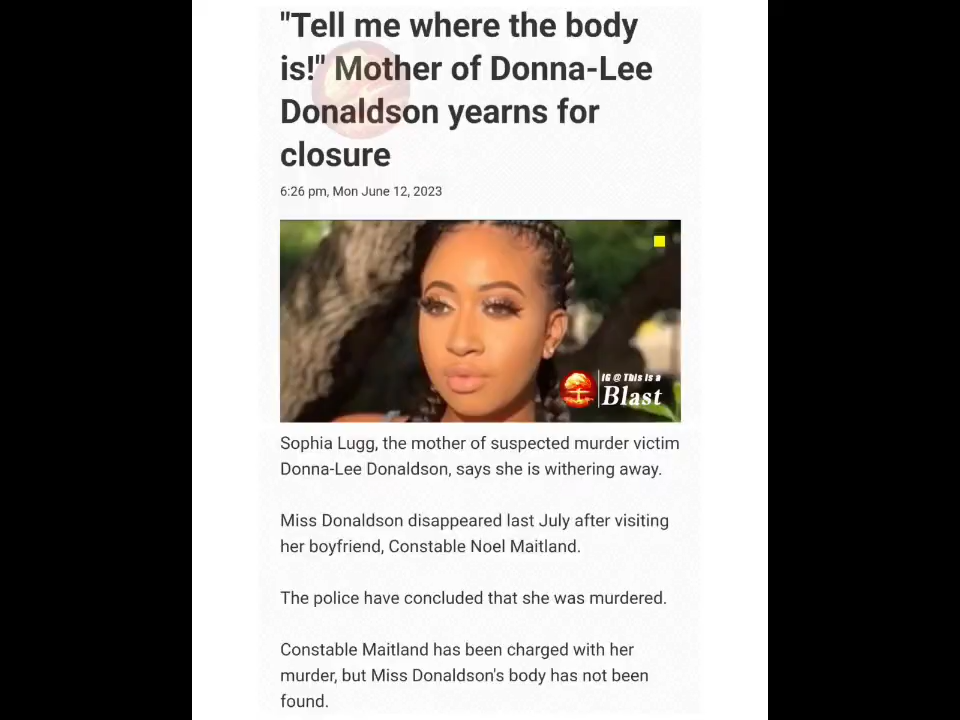 "Tell me where the body
is!" Mother of Donna-Lee
Donaldson yearns for
closure
6:26 pm, Mon June 12, 2023
IG @ This is a
Blast
Sophia Lugg, the mother of suspected murder victim
Donna-Lee Donaldson, says she is withering away.
Miss Donaldson disappeared last July after visiting
her boyfriend, Constable Noel Maitland.
The police have concluded that she was murdered.
Constable Maitland has been charged with her
murder, but Miss Donaldson's body has not been
found.